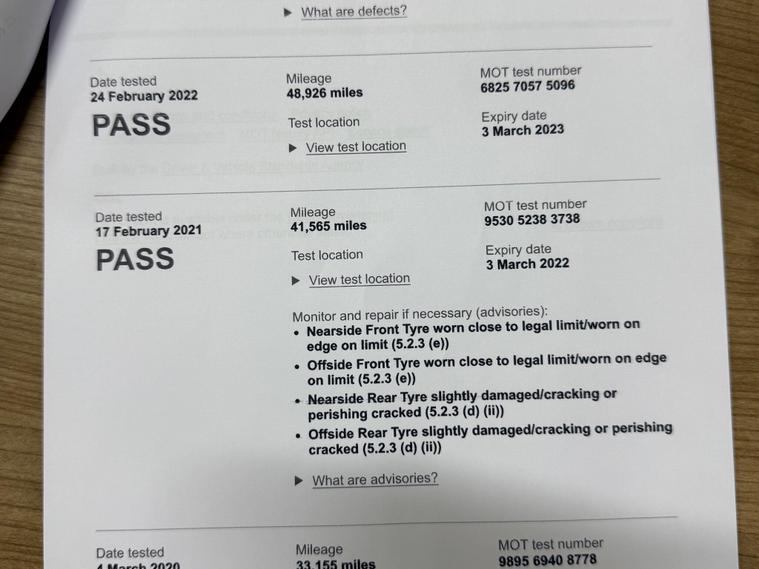 ▶ What are defects?
Date tested
24 February 2022
PASS
Mileage
48,926 miles
Test location
▶ View test location
MOT test number
6825 7057 5096
Expiry date
3 March 2023
Date tested
17 February 2021
PASS
Mileage
41,565 miles
Test location
▶ View test location
MOT test number
9530 5238 3738
Expiry date
3 March 2022
Monitor and repair if necessary (advisories):
• Nearside Front Tyre worn close to legal limit/worn on
edge on limit (5.2.3 (e))
• Offside Front Tyre worn close to legal limit/worn on edge
on limit (5.2.3 (e))
• Nearside Rear Tyre slightly damaged/cracking or
perishing cracked (5.2.3 (d) (ii))
• Offside Rear Tyre slightly damaged/cracking or perishing
cracked (5.2.3 (d) (ii))
▶ What are advisories?
Date tested
4 March 2020
Mileage
33,155 miles
MOT test number
9895 6940 8778